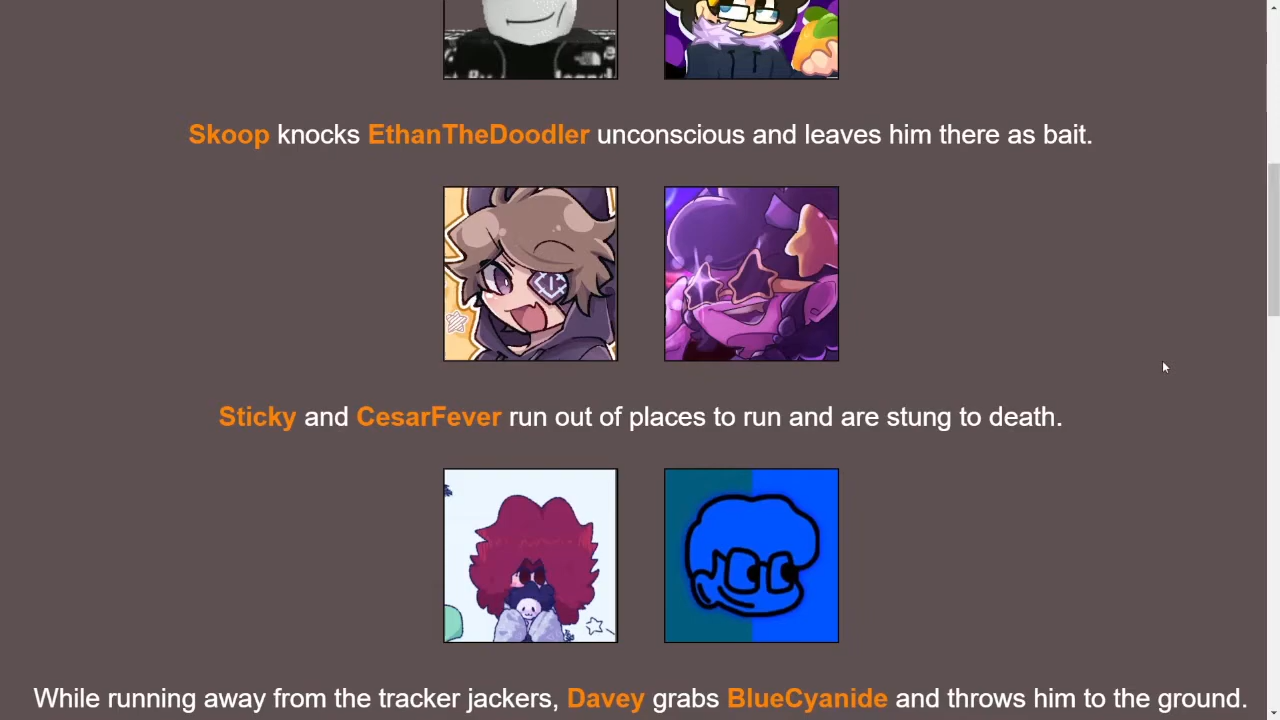 Skoop knocks EthanTheDoodler unconscious and leaves him there as bait.
Sticky and CesarFever run out of places to run and are stung to death.
While running away from the tracker jackers, Davey grabs BlueCyanide and throws him to the ground.